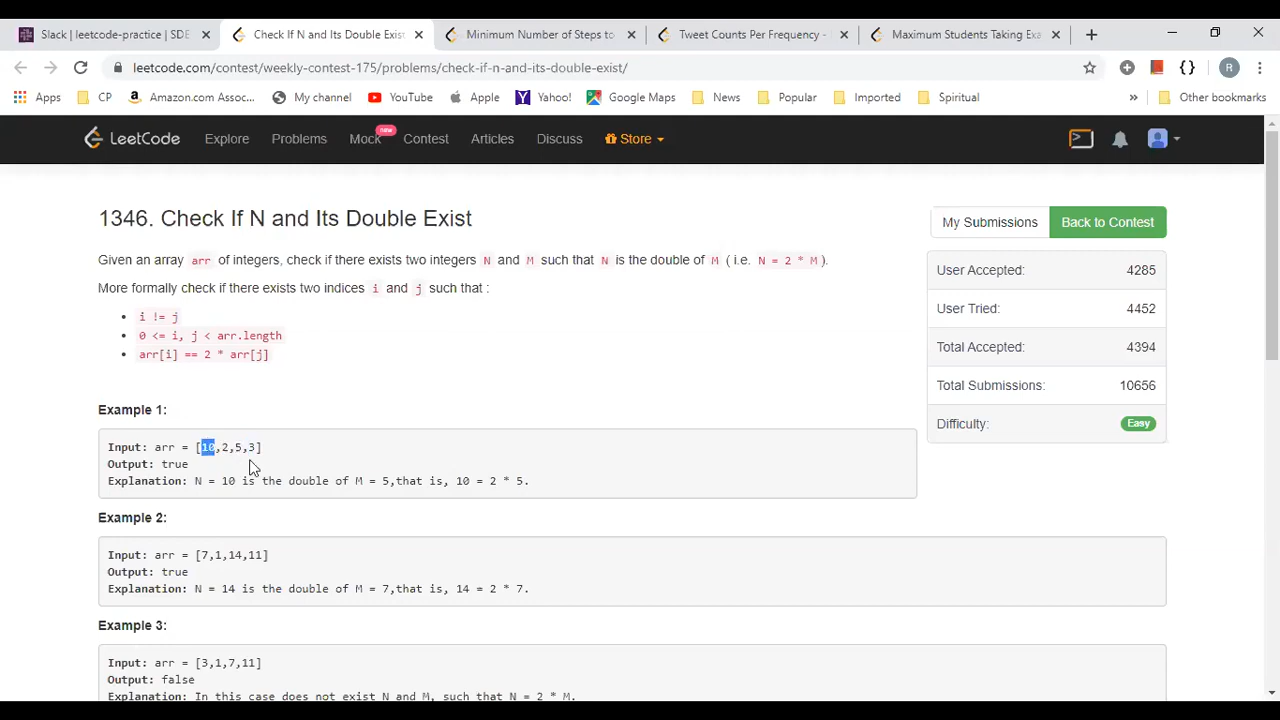 Slack | leetcode-practice | SD E
Check If N and Its Double Exist
Minimum Number of Steps to
Tweet Counts Per Frequency -
Maximum Students Taking Exa
leetcode.com/contest/weekly-contest-175/problems/check-if-n-and-its-double-exist/
R
Apps
CP
Amazon.com Assoc...
My channel
YouTube
Apple
Yahoo!
Google Maps
News
Popular
Imported
Spiritual
»
Other bookmarks
LeetCode
Explore
Problems
Mock
new
Contest
Articles
Discuss
Store
1346. Check If N and Its Double Exist
My Submissions
Back to Contest
Given an array arr of integers, check if there exists two integers N and M such that N is the double of M ( i.e. N = 2 * M ).
More formally check if there exists two indices i and j such that :
i != j
0 <= i, j < arr.length
arr[i] == 2 * arr[j]
User Accepted: 4285
User Tried: 4452
Total Accepted: 4394
Total Submissions: 10656
Difficulty: Easy
Example 1:
Input: arr = [10,2,5,3]
Output: true
Explanation: N = 10 is the double of M = 5,that is, 10 = 2 * 5.
Example 2:
Input: arr = [7,1,14,11]
Output: true
Explanation: N = 14 is the double of M = 7,that is, 14 = 2 * 7.
Example 3:
Input: arr = [3,1,7,11]
Output: false
Explanation: In this case does not exist N and M, such that N = 2 * M.